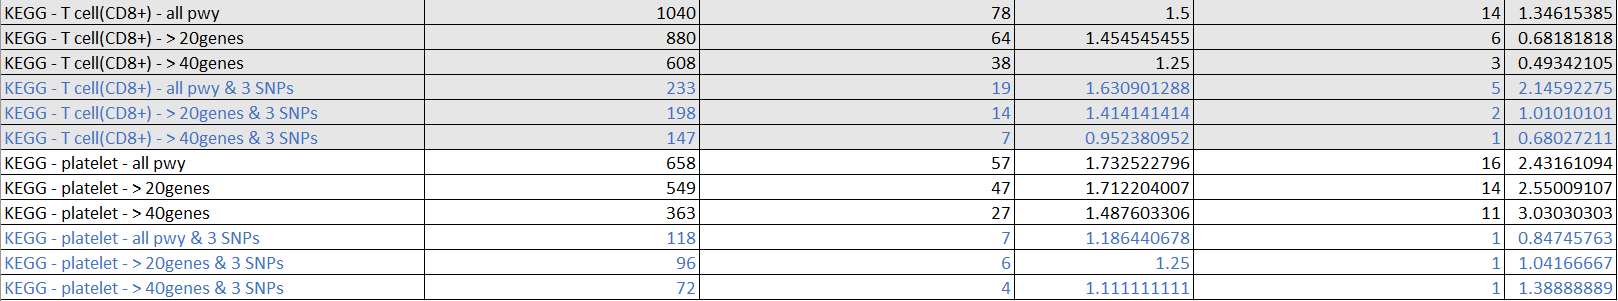 KEGG - T cell(CD8+) - all pwy 1040 78 1.5 14 1.34615385
KEGG - T cell(CD8+) - > 20genes 880 64 1.454545455 6 0.68181818
KEGG - T cell(CD8+) - > 40genes 608 38 1.25 3 0.49342105
KEGG - T cell(CD8+) - all pwy & 3 SNPs 233 19 1.630901288 5 2.14592275
KEGG - T cell(CD8+) - > 20genes & 3 SNPs 198 14 1.414141414 2 1.01010101
KEGG - T cell(CD8+) - > 40genes & 3 SNPs 147 7 0.952380952 1 0.68027211
KEGG - platelet - all pwy 658 57 1.732522796 16 2.43161094
KEGG - platelet - > 20genes 549 47 1.712204007 14 2.55009107
KEGG - platelet - > 40genes 363 27 1.487603306 11 3.03030303
KEGG - platelet - all pwy & 3 SNPs 118 7 1.186440678 1 0.84745763
KEGG - platelet - > 20genes & 3 SNPs 96 6 1.25 1 1.04166667
KEGG - platelet - > 40genes & 3 SNPs 72 4 1.111111111 1 1.38888889